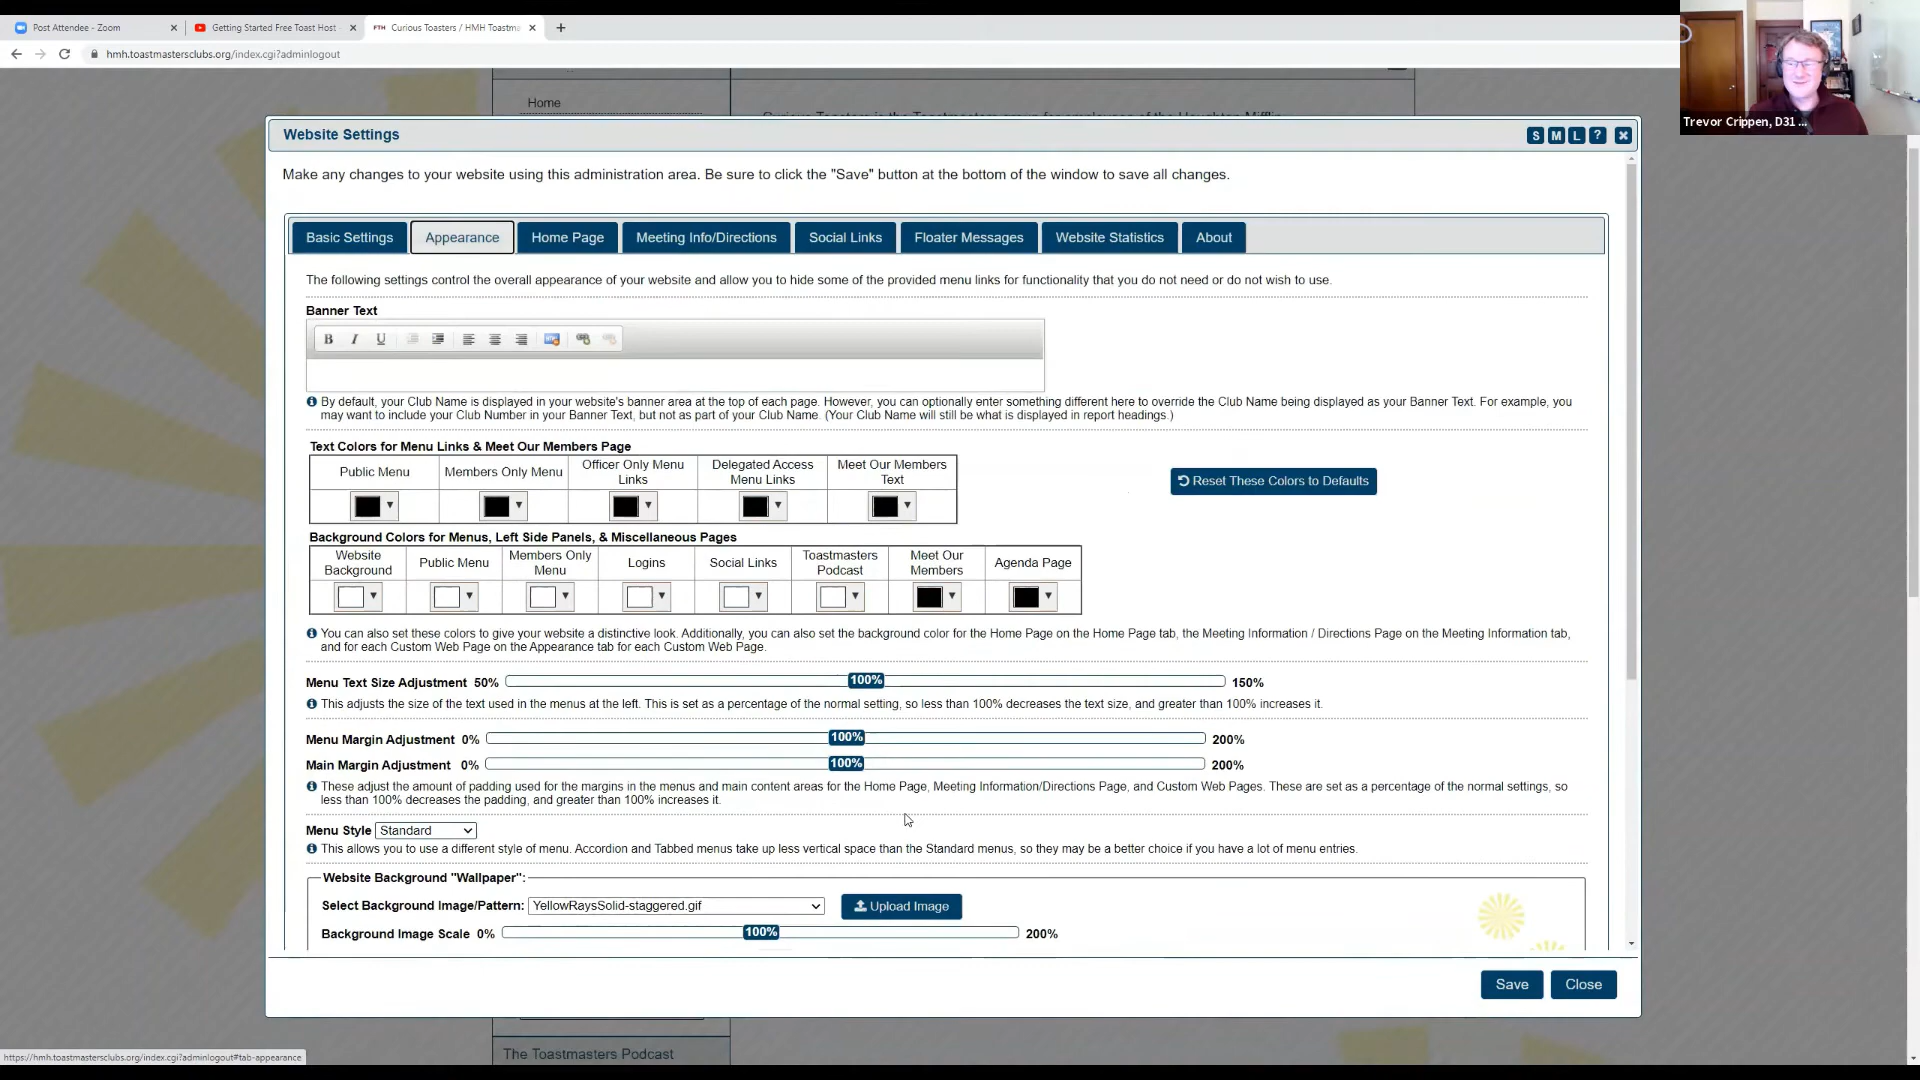 Post Attendee - Zoom
Getting Started Free Toast Host
FTH Curious Toasters / HMH Toastma
hmh.toastmastersclubs.org/index.cgi?adminlogout
Trevor Crippen, D31 ...
Home
Website Settings
S M L ?
Make any changes to your website using this administration area. Be sure to click the "Save" button at the bottom of the window to save all changes.
Basic Settings Appearance Home Page Meeting Info/Directions Social Links Floater Messages Website Statistics About
The following settings control the overall appearance of your website and allow you to hide some of the provided menu links for functionality that you do not need or do not wish to use.
Banner Text
B I U
By default, your Club Name is displayed in your website's banner area at the top of each page. However, you can optionally enter something different here to override the Club Name being displayed as your Banner Text. For example, you
may want to include your Club Number in your Banner Text, but not as part of your Club Name. (Your Club Name will still be what is displayed in report headings.)
Text Colors for Menu Links & Meet Our Members Page
Public Menu Members Only Menu Officer Only Menu Links Delegated Access Menu Links Meet Our Members Text
Reset These Colors to Defaults
Background Colors for Menus, Left Side Panels, & Miscellaneous Pages
Website Background Public Menu Members Only Menu Logins Social Links Toastmasters Podcast Meet Our Members Agenda Page
You can also set these colors to give your website a distinctive look. Additionally, you can also set the background color for the Home Page on the Home Page tab, the Meeting Information / Directions Page on the Meeting Information tab,
and for each Custom Web Page on the Appearance tab for each Custom Web Page.
Menu Text Size Adjustment 50% 100% 150%
This adjusts the size of the text used in the menus at the left. This is set as a percentage of the normal setting, so less than 100% decreases the text size, and greater than 100% increases it.
Menu Margin Adjustment 0% 100% 200%
Main Margin Adjustment 0% 100% 200%
These adjust the amount of padding used for the margins in the menus and main content areas for the Home Page, Meeting Information/Directions Page, and Custom Web Pages. These are set as a percentage of the normal settings, so
less than 100% decreases the padding, and greater than 100% increases it.
Menu Style Standard
This allows you to use a different style of menu. Accordion and Tabbed menus take up less vertical space than the Standard menus, so they may be a better choice if you have a lot of menu entries.
Website Background "Wallpaper":
Select Background Image/Pattern: YellowRaysSolid-staggered.gif Upload Image
Background Image Scale 0% 100% 200%
Save Close
The Toastmasters Podcast
https://hmh.toastmastersclubs.org/index.cgi?adminlogout#tab-appearance